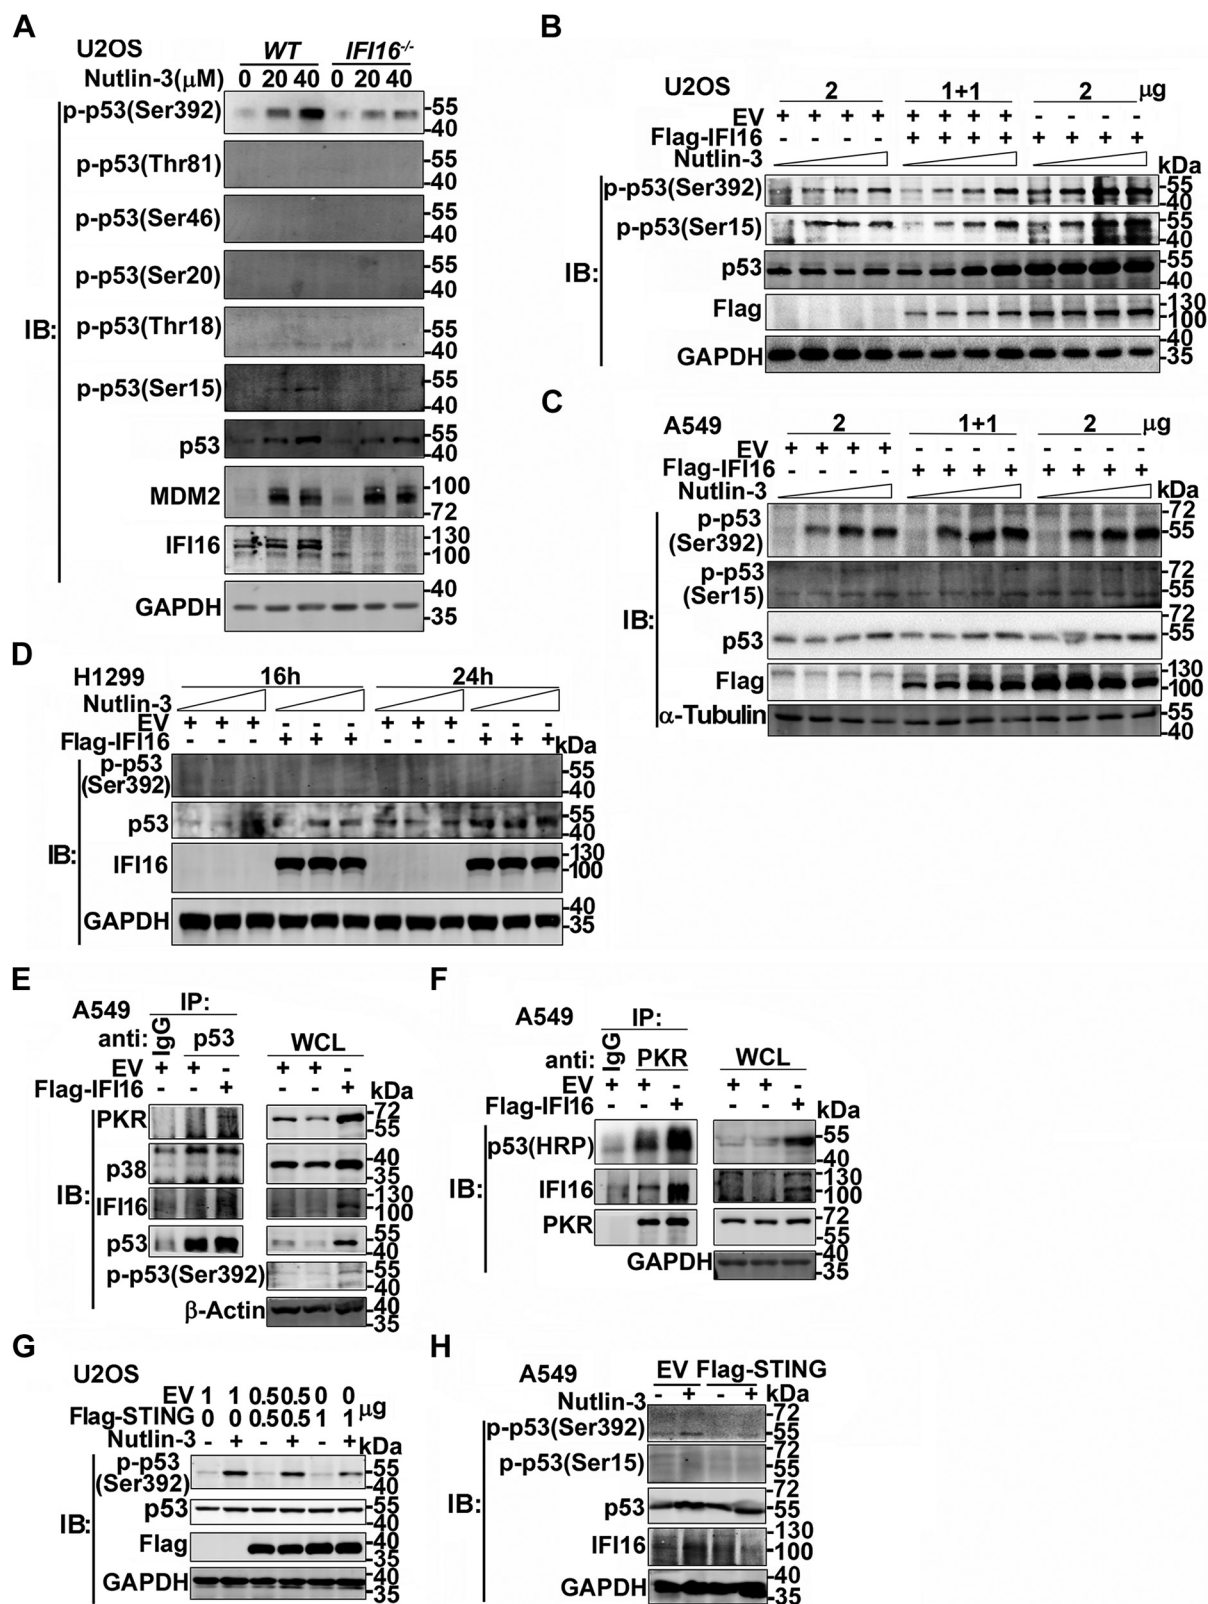 A
U2OS WT IFI16-/-
Nutlin-3(μM) 0 20 40 0 20 40
p-p53(Ser392) 55
40
p-p53(Thr81) 55
40
p-p53(Ser46) 55
40
p-p53(Ser20) 55
40
p-p53(Thr18) 55
40
IB:
p-p53(Ser15) 55
40
p53 55
40
MDM2 100
72
IFI16 130
100
GAPDH 40
35
B
U2OS 2 1+1 2 μg
EV + + + + + + + + - - - -
Flag-IFI16 - - - - + + + + + + + +
Nutlin-3 kDa
p-p53(Ser392) 55
40
p-p53(Ser15) 55
40
IB:
p53 55
40
Flag 130
100
GAPDH 40
35
C
A549 2 1+1 2 μg
EV + + + + - - - - - - - -
Flag-IFI16 - - - - + + + + + + + +
Nutlin-3 kDa
p-p53 72
(Ser392) 55
p-p53 72
(Ser15) 55
IB:
p53 72
55
Flag 130
100
α-Tubulin 55
40
D
H1299 16h 24h
Nutlin-3
EV + + + - - - + + + - - -
Flag-IFI16 - - - + + + - - - + + + kDa
p-p53 55
(Ser392) 40
p53 55
40
IB:
IFI16 130
100
GAPDH 40
35
E
A549 IP:
anti: IgG p53 WCL
EV + + - + + -
Flag-IFI16 - - + - - + kDa
PKR 72
55
p38 40
35
IB:
IFI16 130
100
p53 55
40
p-p53(Ser392) 55
40
β-Actin 40
35
F
A549 IP:
anti: IgG PKR WCL
EV + + - + + -
Flag-IFI16 - - + - - + kDa
p53(HRP) 55
40
IB:
IFI16 130
100
PKR 72
55
GAPDH 40
35
G
U2OS
EV 1 1 0.5 0.5 0 0
Flag-STING 0 0 0.5 0.5 1 1 μg
Nutlin-3 - + - + - + kDa
p-p53 55
(Ser392) 40
p53 55
40
IB:
Flag 40
35
GAPDH 40
35
H
A549 EV Flag-STING
Nutlin-3 - + - + kDa
p-p53(Ser392) 72
55
p-p53(Ser15) 72
55
IB:
p53 72
55
IFI16 130
100
GAPDH 40
35